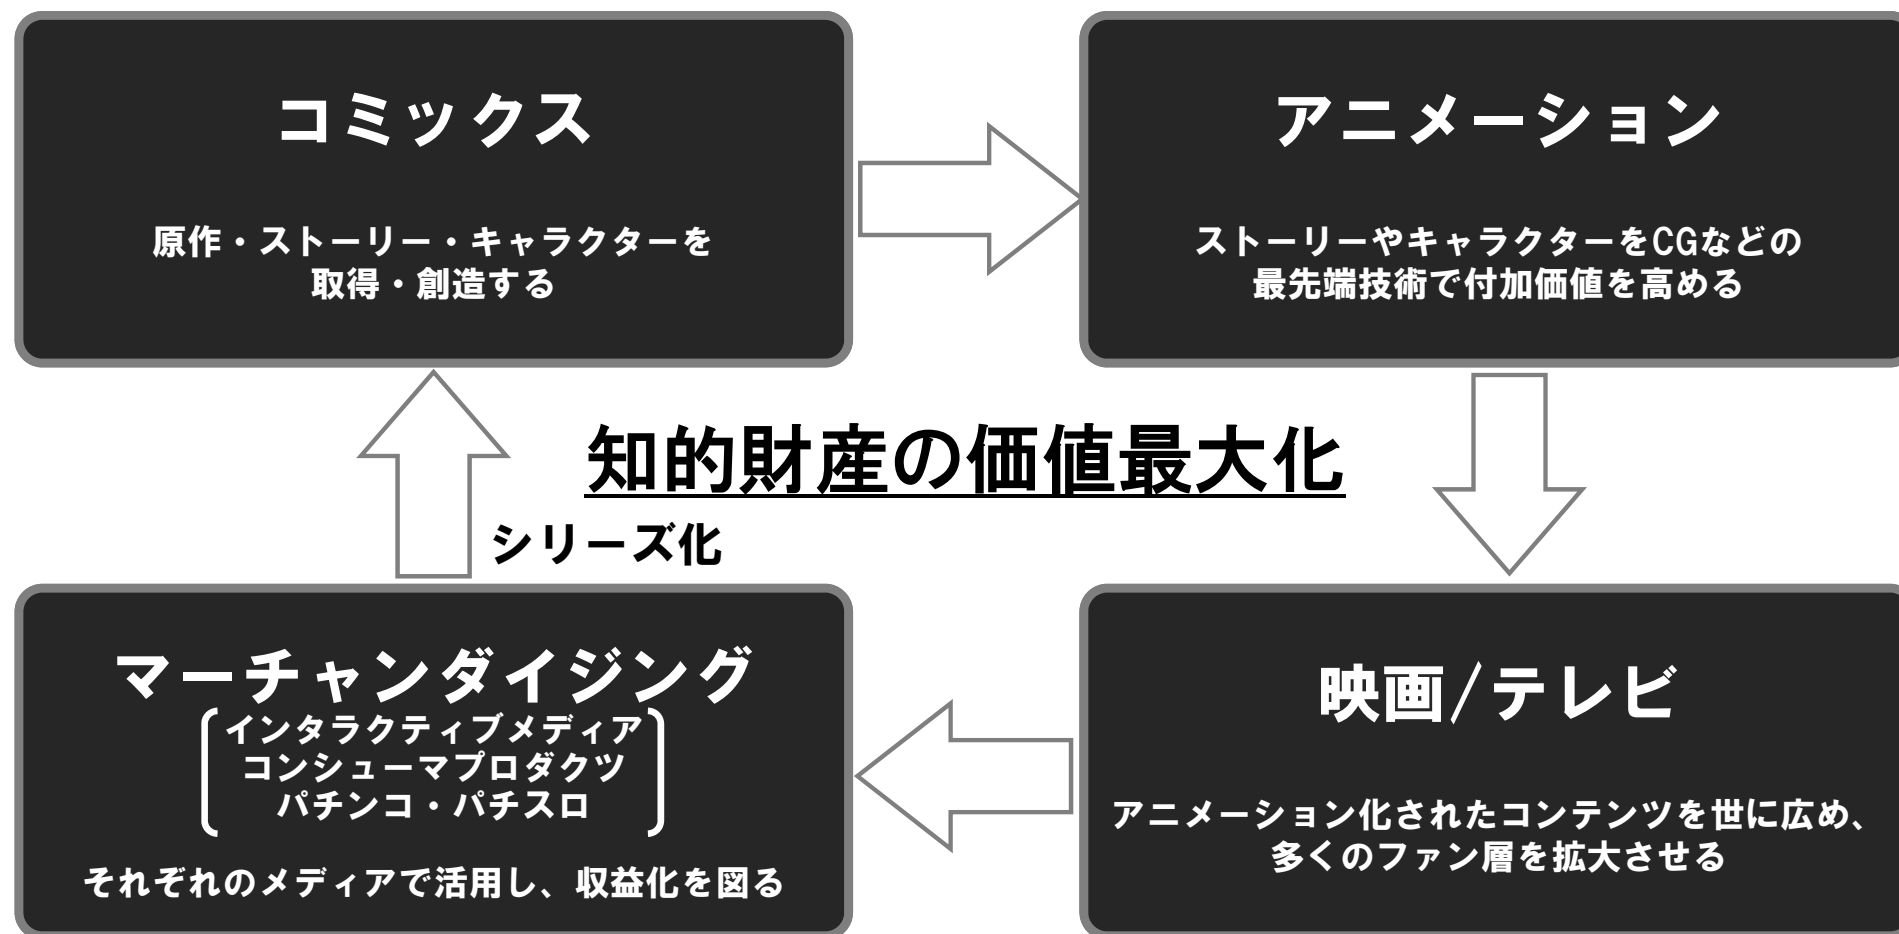 コミックス
原作・ストーリー・キャラクターを
取得・創造する
アニメーション
ストーリーやキャラクターをCGなどの
最先端技術で付加価値を高める
知的財産の価値最大化
シリーズ化
マーチャンダイジング
インタラクティブメディア
コンシューマプロダクツ
パチンコ・パチスロ
それぞれのメディアで活用し、収益化を図る
映画/テレビ
アニメーション化されたコンテンツを世に広め、
多くのファン層を拡大させる